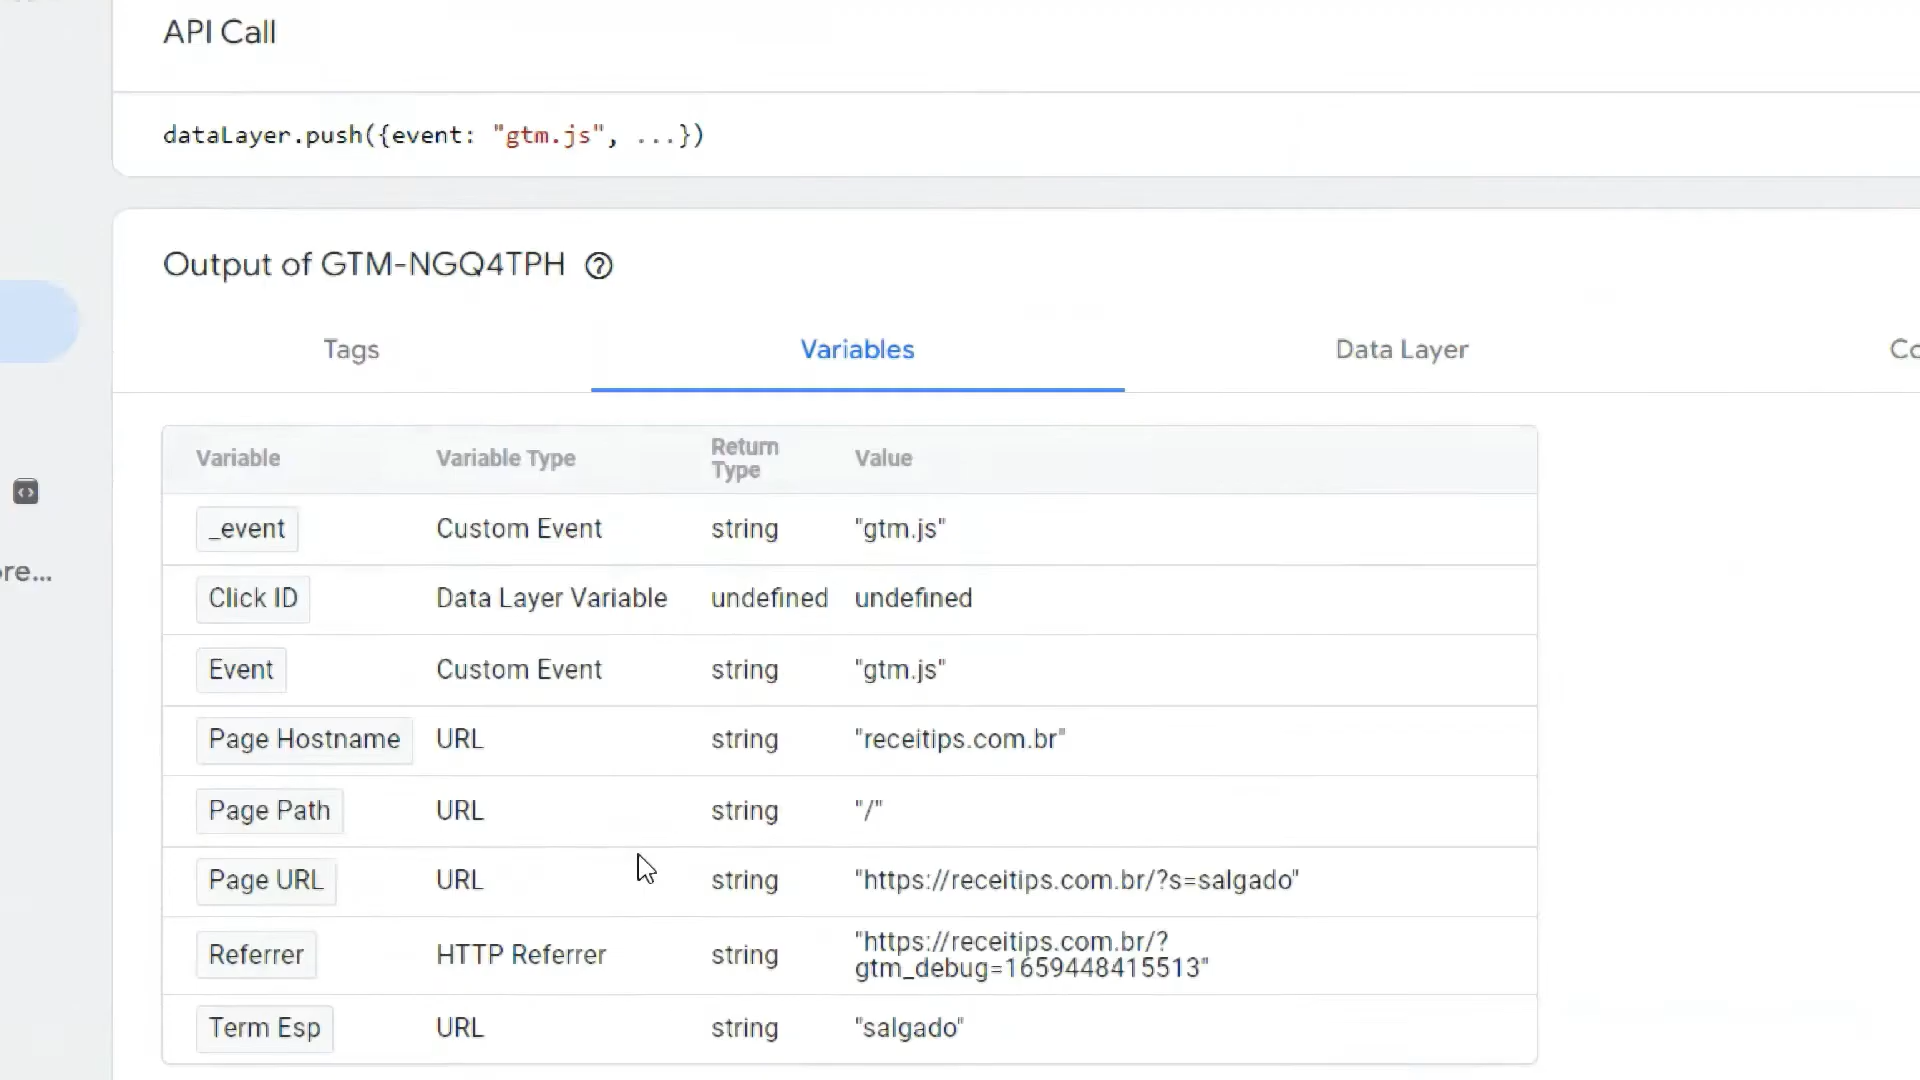 API Call
dataLayer.push({event: "gtm.js", ...})
Output of GTM-NGQ4TPH ?
Tags Variables Data Layer Co
Variable Variable Type Return Type Value
_event Custom Event string "gtm.js"
Click ID Data Layer Variable undefined undefined
ore...
Event Custom Event string "gtm.js"
Page Hostname URL string "receitips.com.br"
Page Path URL string "/"
Page URL URL string "https://receitips.com.br/?s=salgado"
Referrer HTTP Referrer string "https://receitips.com.br/?
gtm_debug=1659448415513"
Term Esp URL string "salgado"